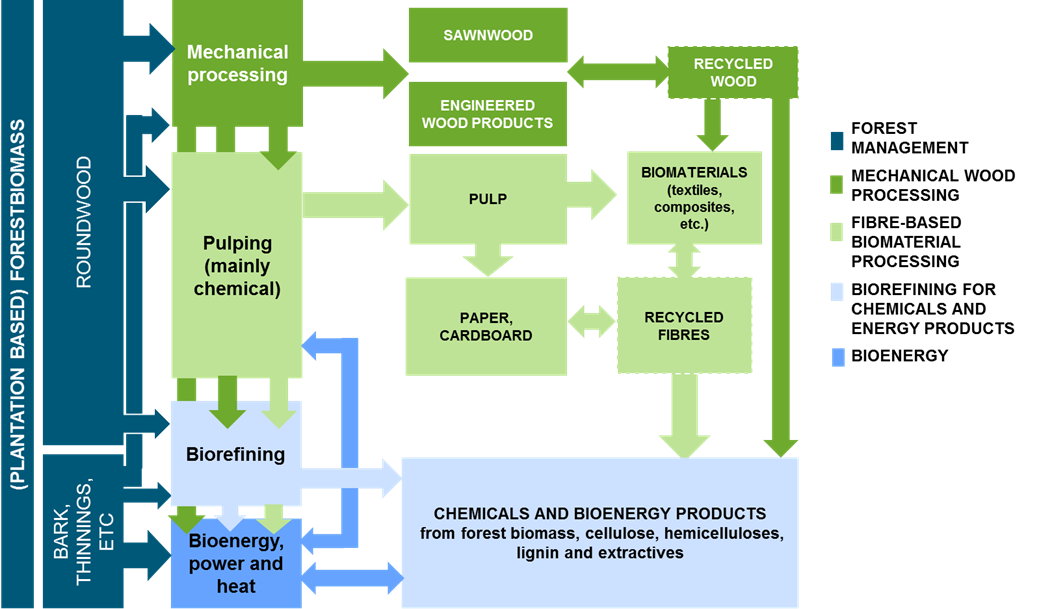 (PLANTATION BASED) FORESTBIOMASS
ROUNDWOOD
BARK,
THINNINGS,
ETC
Mechanical
processing
Pulping
(mainly
chemical)
Biorefining
Bioenergy,
power and
heat
SAWNWOOD
ENGINEERED
WOOD PRODUCTS
RECYCLED
WOOD
PULP
BIOMATERIALS
(textiles,
composites,
etc.)
PAPER,
CARDBOARD
RECYCLED
FIBRES
CHEMICALS AND BIOENERGY PRODUCTS
from forest biomass, cellulose, hemicelluloses,
lignin and extractives
FOREST
MANAGEMENT
MECHANICAL WOOD
PROCESSING
FIBRE-BASED
BIOMATERIAL
PROCESSING
BIOREFINING FOR
CHEMICALS AND
ENERGY PRODUCTS
BIOENERGY